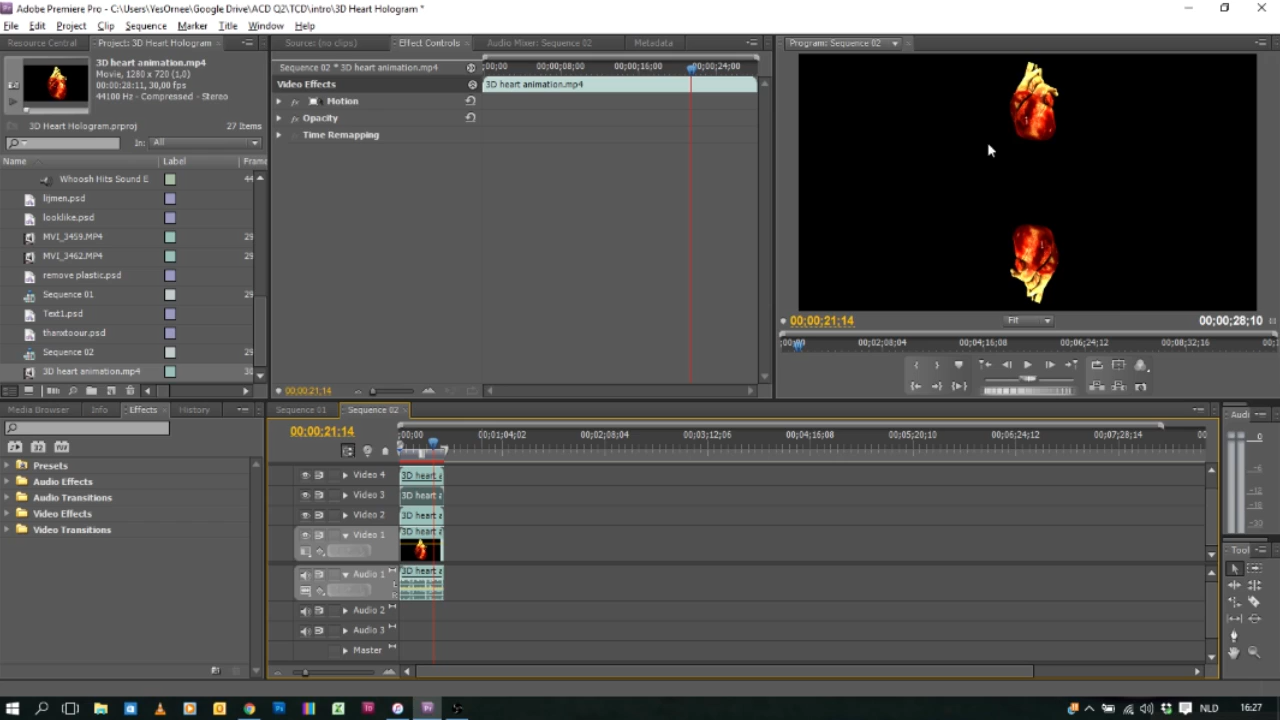 Adobe Premiere Pro - C:\Users\YesOrnee\Google Drive\ACD Q2\TCD\intro\3D Heart Hologram *
File Edit Project Clip Sequence Marker Title Window Help
Resource Central Project: 3D Heart Hologram
3D heart animation.mp4
Movie, 1280 x 720 (1,0)
00;00;28;11, 30,00 fps
44100 Hz - Compressed - Stereo
3D Heart Hologram.prproj 27 Items
In: All
Name Label Frame
Whoosh Hits Sound E 44
lijmen.psd
looklike.psd
MVI_3459.MP4 29
MVI_3462.MP4 29
remove plastic.psd
Sequence 01 29
Text1.psd
thanxtoour.psd
Sequence 02 29
3D heart animation.mp4 30
Source: (no clips) Effect Controls Audio Mixer: Sequence 02 Metadata
Sequence 02 * 3D heart animation.mp4
;00;00 00;00;08;00 00;00;16;00 00;00;24;00
Video Effects
3D heart animation.mp4
fx Motion
fx Opacity
Time Remapping
00;00;21;14
Program: Sequence 02
00;00;21;14 Fit 00;00;28;10
;00;00 00;02;08;04 00;04;16;08 00;06;24;12 00;08;32;16 00;1
Media Browser Info Effects History
Presets
Audio Effects
Audio Transitions
Video Effects
Video Transitions
Sequence 01 Sequence 02
00;00;21;14
;00;00 00;01;04;02 00;02;08;04 00;03;12;06 00;04;16;08 00;05;20;10 00;06;24;12 00;07;28;14 00
Video 4 3D heart a
Video 3 3D heart a
Video 2 3D heart a
Video 1 3D heart a
Audio 1 3D heart a
L
R
Audio 2
Audio 3
Master
Audi
0
-6
-12
-18
Tool
NLD 16:27